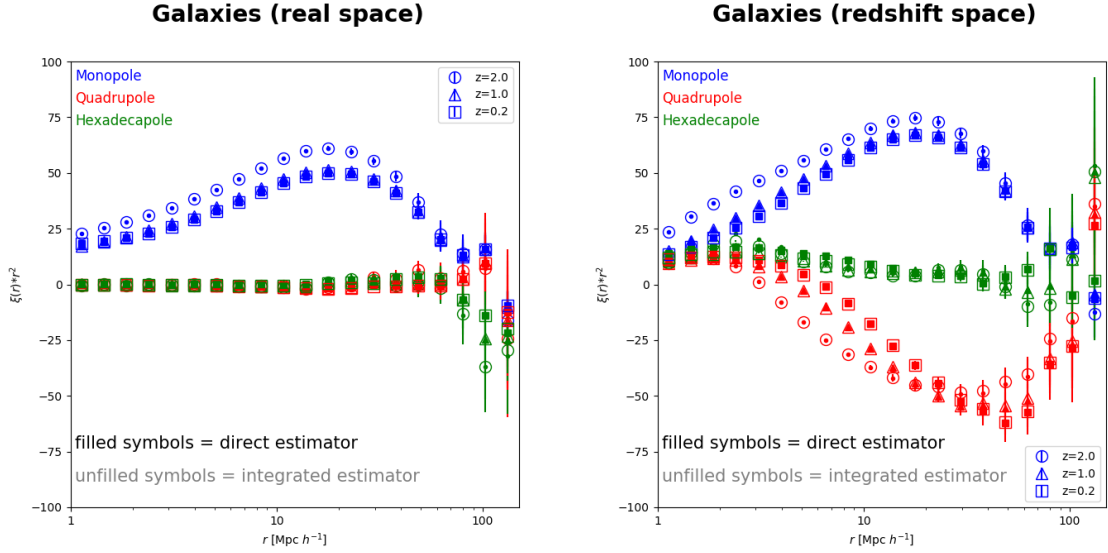 Galaxies (real space)
100
75
50
25
0
−25
−50
−75
−100
Monopole
Quadrupole
Hexadecapole
z=2.0
z=1.0
z=0.2
filled symbols = direct estimator
unfilled symbols = integrated estimator
1
10
100
r [Mpc h⁻¹]
ξ(r)*r²
Galaxies (redshift space)
100
75
50
25
0
−25
−50
−75
−100
Monopole
Quadrupole
Hexadecapole
filled symbols = direct estimator
unfilled symbols = integrated estimator
z=2.0
z=1.0
z=0.2
1
10
100
r [Mpc h⁻¹]
ξ(r)*r²